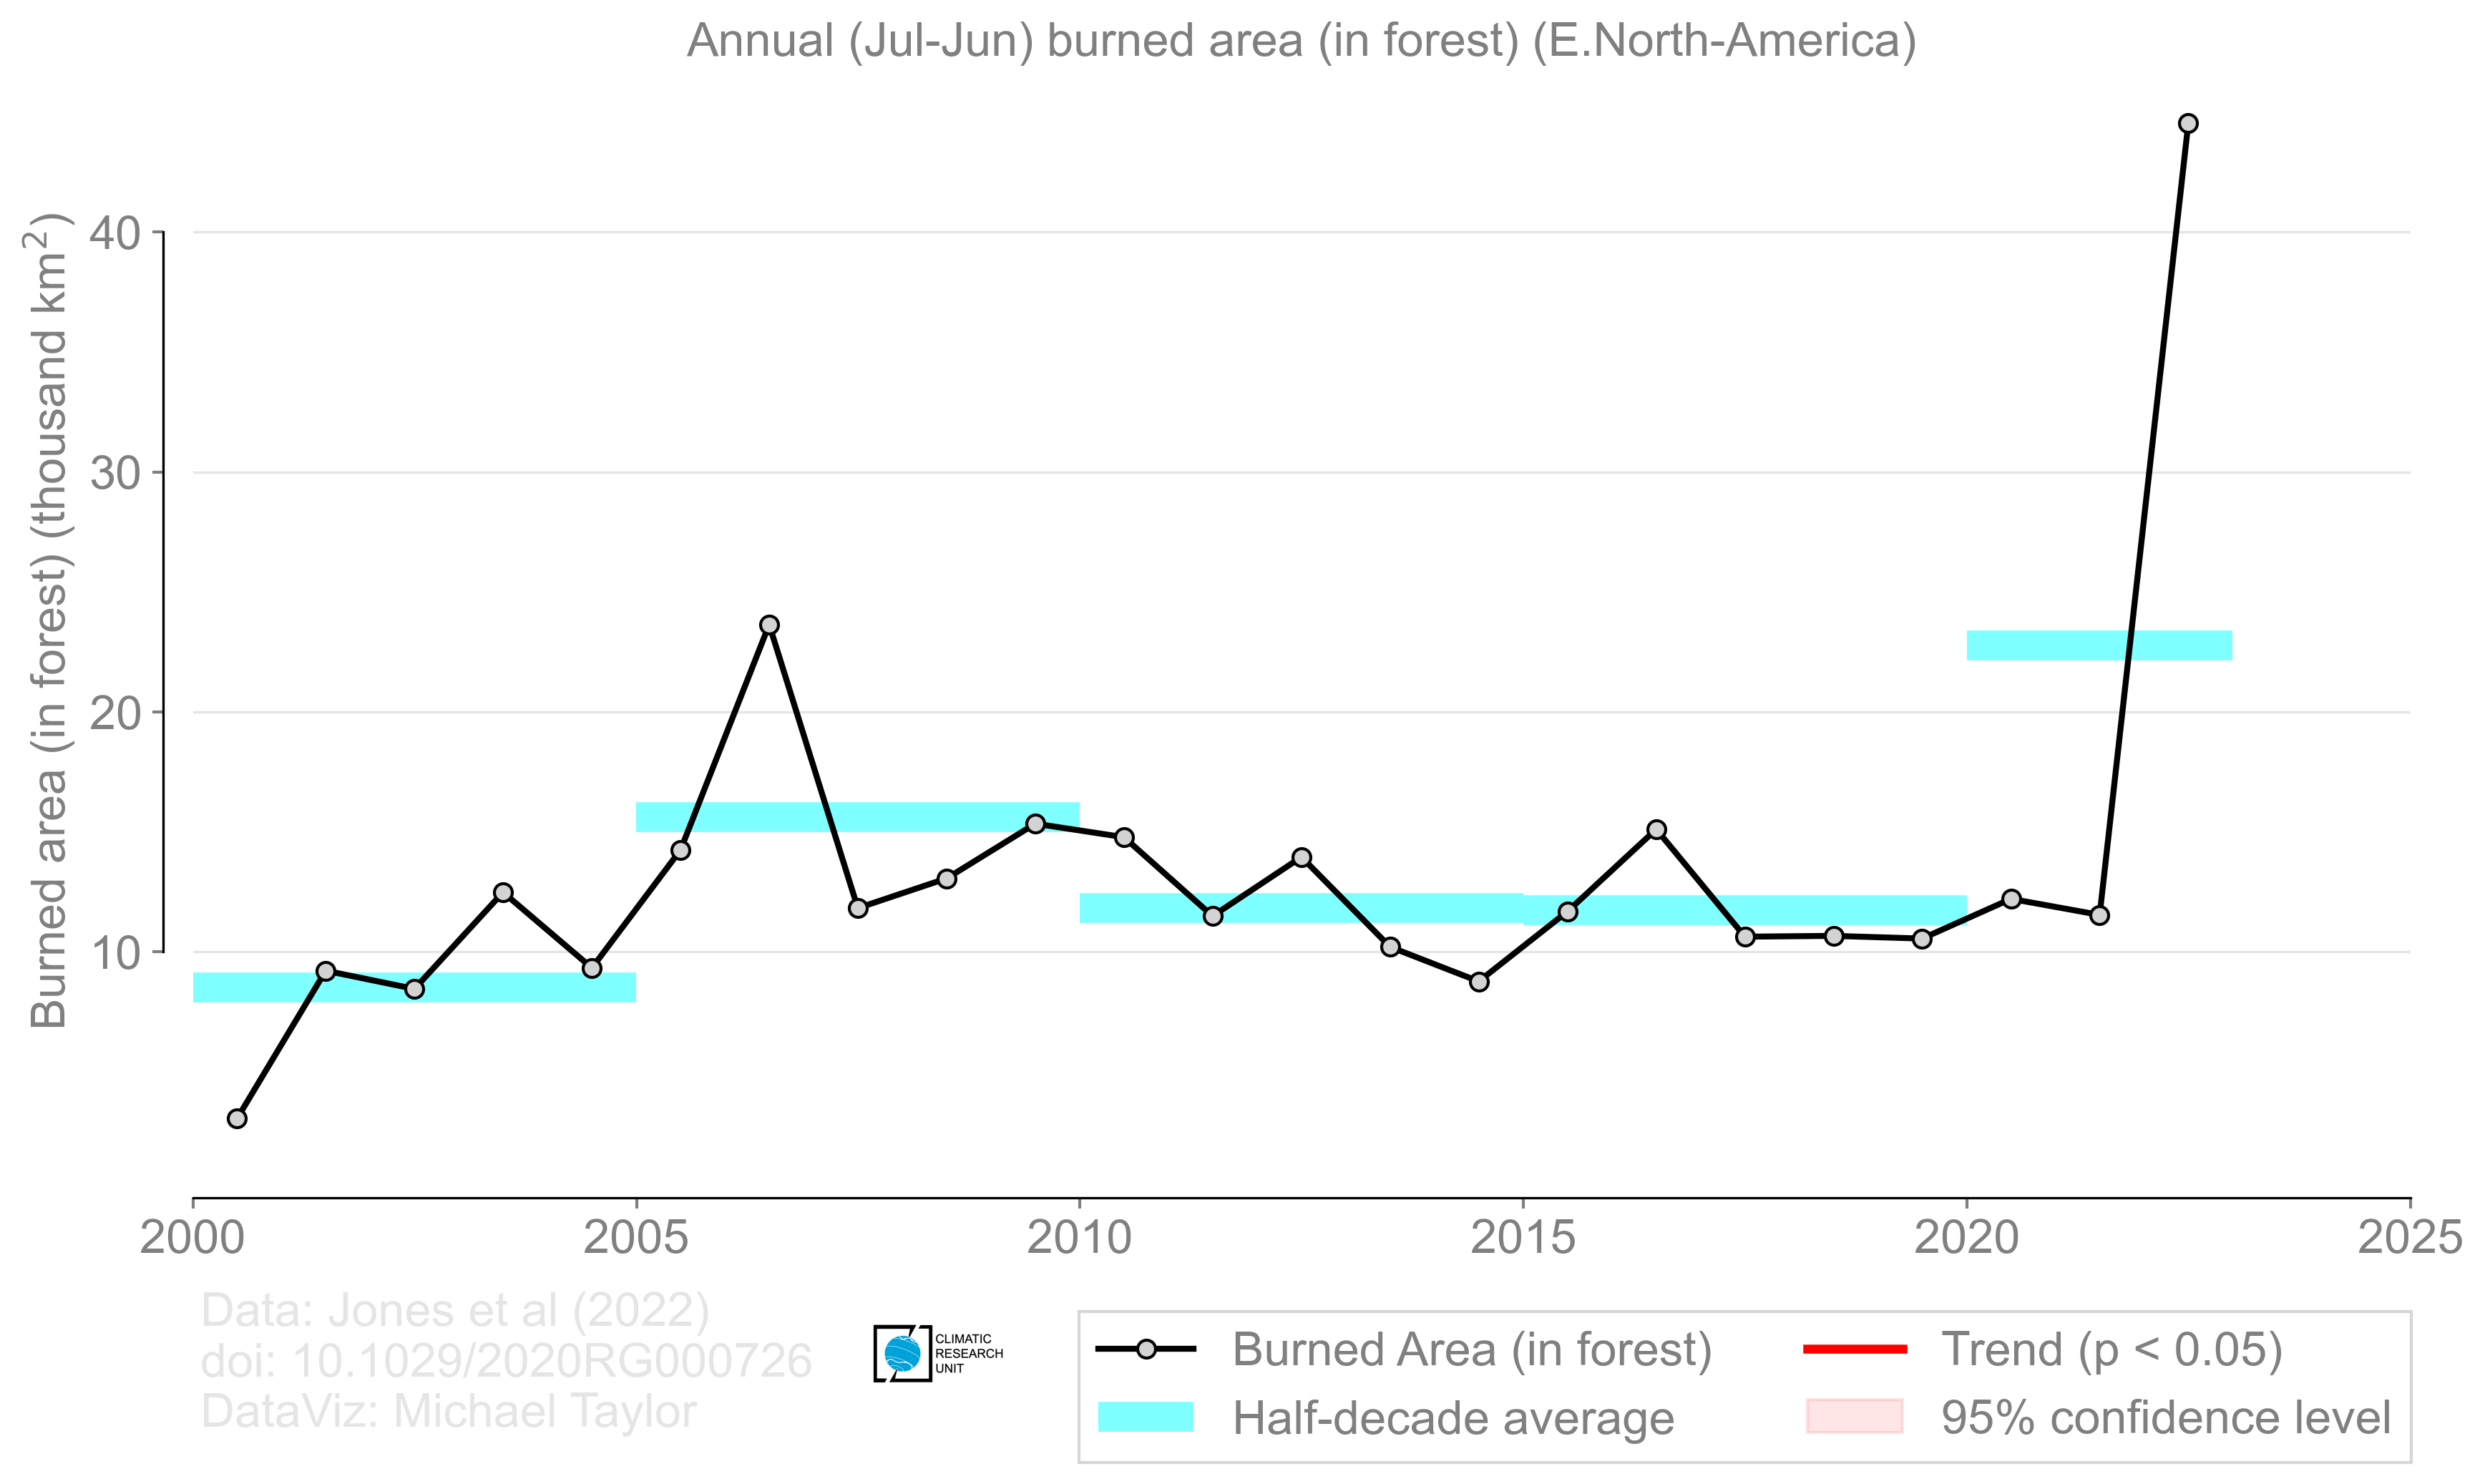 Annual (Jul-Jun) burned area (in forest) (E.North-America)
Burned area (in forest) (thousand km²)
40
30
20
10
2000 2005 2010 2015 2020 2025
Data: Jones et al (2022)
doi: 10.1029/2020RG000726
DataViz: Michael Taylor
CLIMATIC
RESEARCH
UNIT
Burned Area (in forest)
Half-decade average
Trend (p < 0.05)
95% confidence level